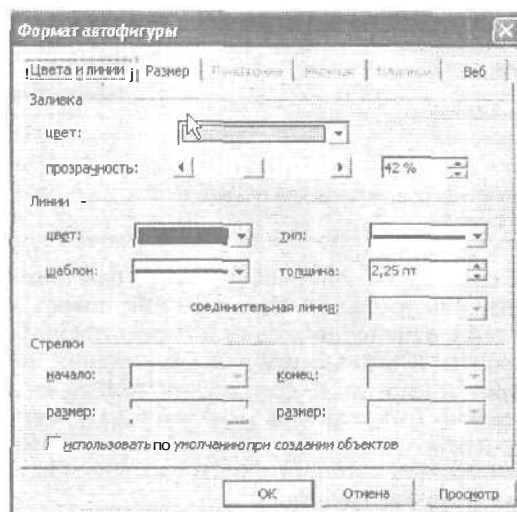 Формат автофигуры
Цвета и линии Размер Веб
Заливка
цвет:
прозрачность: 42 %
Линии -
цвет: тип:
шаблон: толщина: 2,25 пт
соединительная линия:
Стрелки
начало: конец:
размер: размер:
использовать по умолчанию при создании объектов
ОК Отмена Просмотр